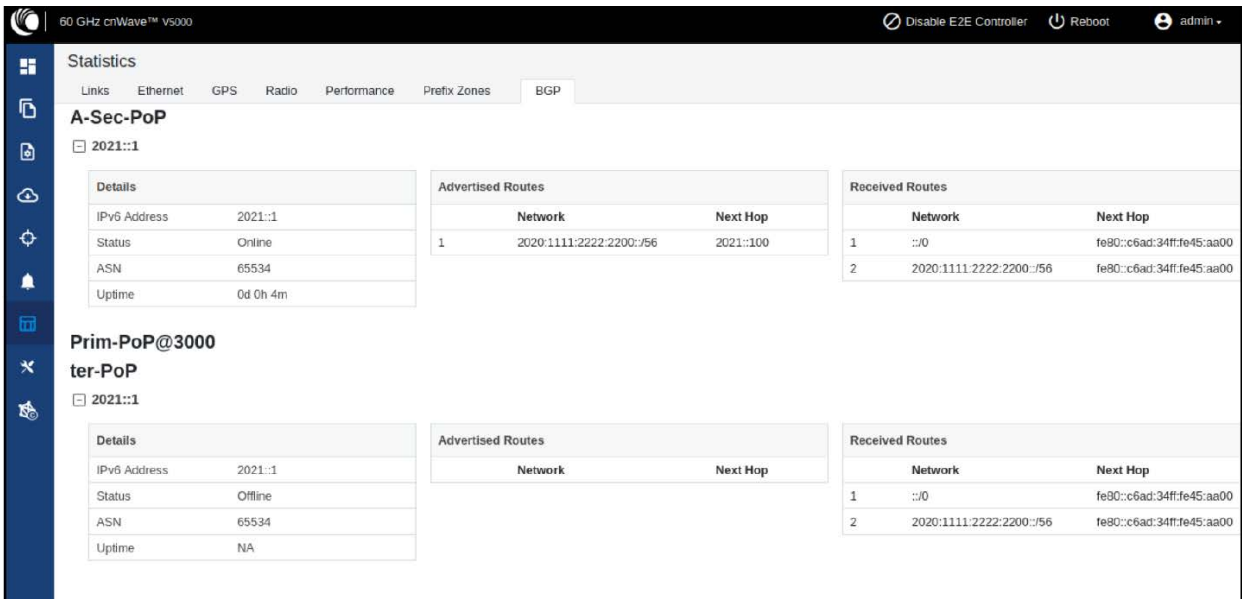 60 GHz cnWave™ V5000 Disable E2E Controller Reboot admin
Statistics
Links Ethernet GPS Radio Performance Prefix Zones BGP
A-Sec-PoP
2021::1
Details Advertised Routes Received Routes
IPv6 Address 2021::1 Network Next Hop Network Next Hop
Status Online 1 2020:1111:2222:2200::/56 2021::100 1 ::/0 fe80::c6ad:34ff:fe45:aa00
ASN 65534 2 2020:1111:2222:2200::/56 fe80::c6ad:34ff:fe45:aa00
Uptime 0d 0h 4m
Prim-PoP@3000
ter-PoP
2021::1
Details Advertised Routes Received Routes
IPv6 Address 2021::1 Network Next Hop Network Next Hop
Status Offline 1 ::/0 fe80::c6ad:34ff:fe45:aa00
ASN 65534 2 2020:1111:2222:2200::/56 fe80::c6ad:34ff:fe45:aa00
Uptime NA